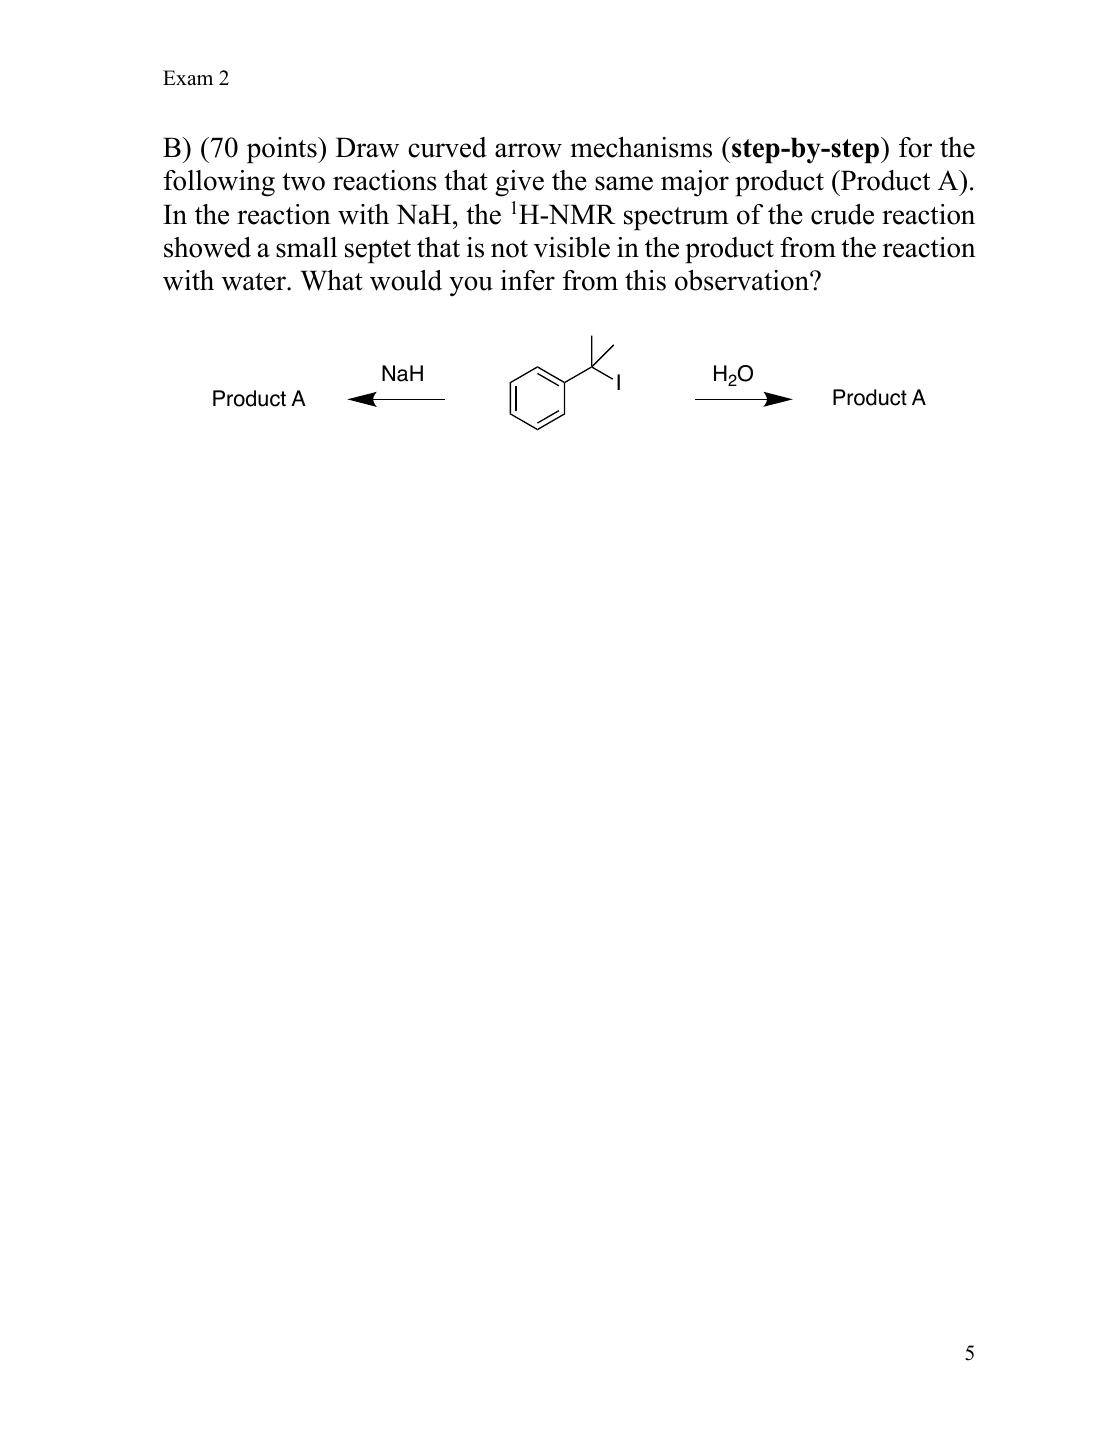 Exam 2
B) (70 points) Draw curved arrow mechanisms (step-by-step) for the
following two reactions that give the same major product (Product A).
In the reaction with NaH, the ¹H-NMR spectrum of the crude reaction
showed a small septet that is not visible in the product from the reaction
with water. What would you infer from this observation?
Product A NaH I H₂O Product A
5